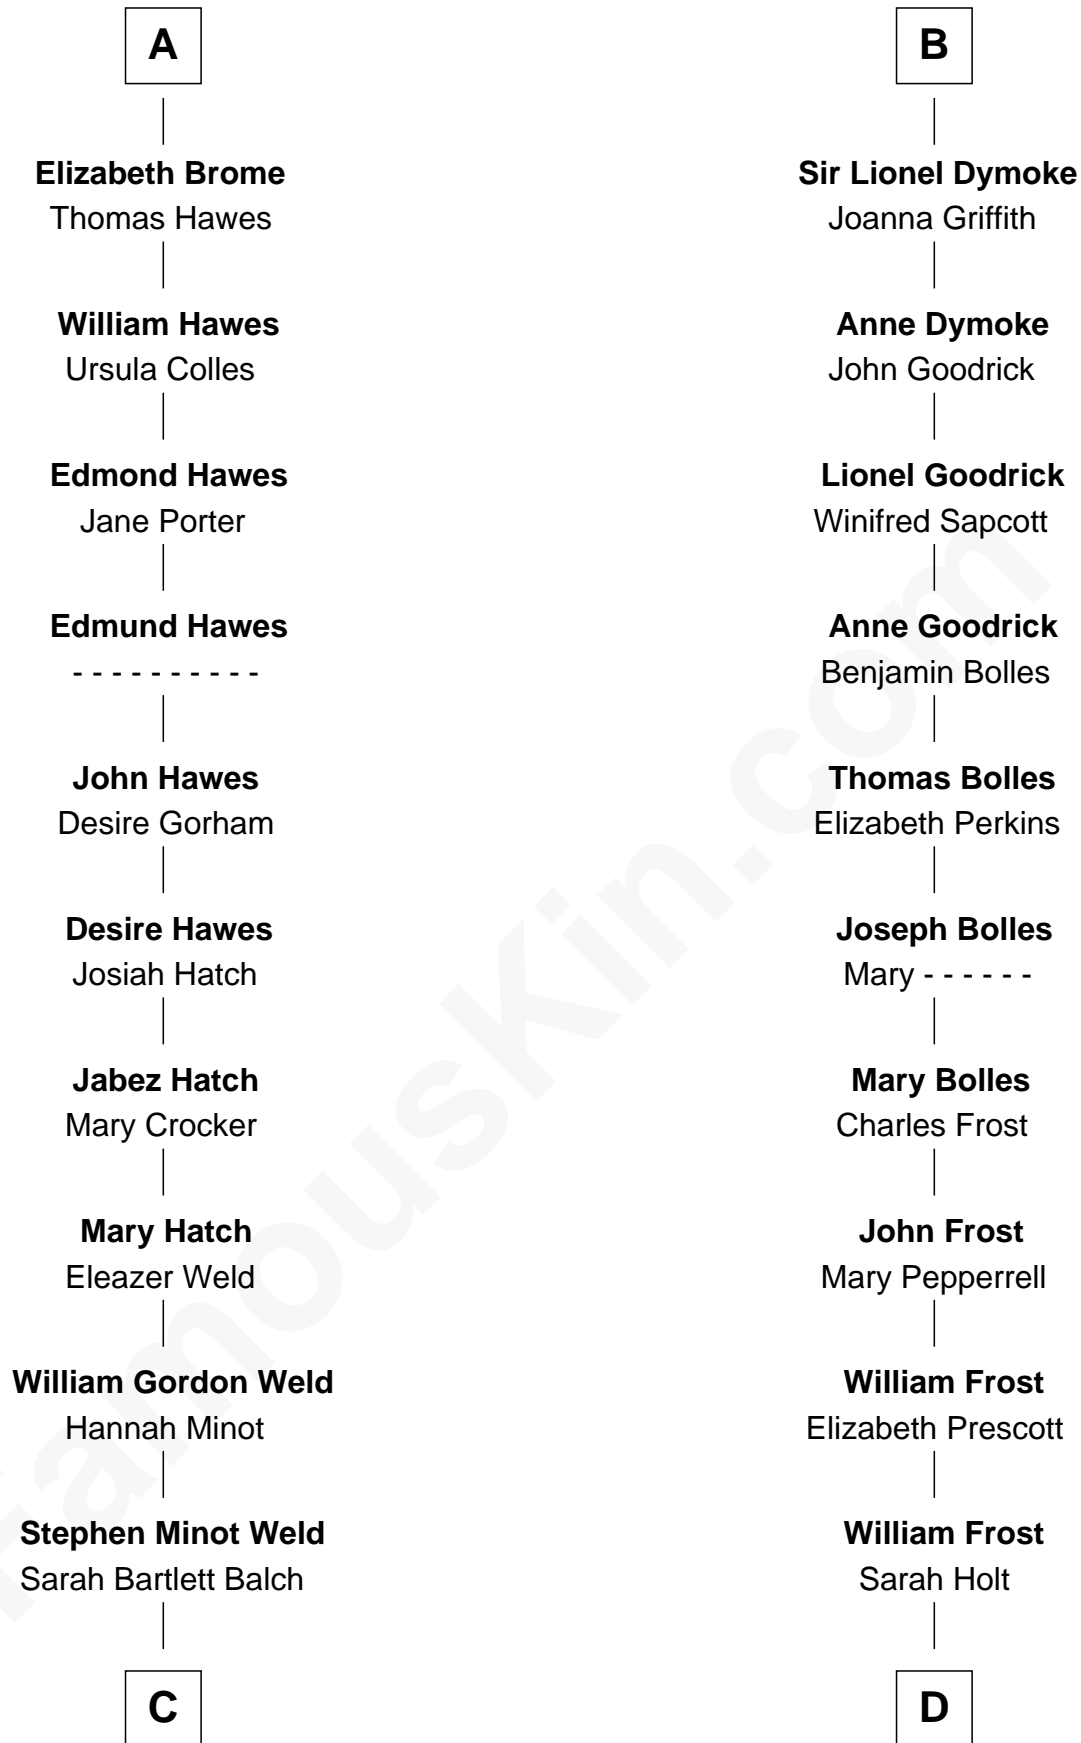 A
Elizabeth Brome
Thomas Hawes
William Hawes
Ursula Colles
Edmond Hawes
Jane Porter
Edmund Hawes
- - - - - - - - - -
John Hawes
Desire Gorham
Desire Hawes
Josiah Hatch
Jabez Hatch
Mary Crocker
Mary Hatch
Eleazer Weld
William Gordon Weld
Hannah Minot
Stephen Minot Weld
Sarah Bartlett Balch
C
B
Sir Lionel Dymoke
Joanna Griffith
Anne Dymoke
John Goodrick
Lionel Goodrick
Winifred Sapcott
Anne Goodrick
Benjamin Bolles
Thomas Bolles
Elizabeth Perkins
Joseph Bolles
Mary - - - - - -
Mary Bolles
Charles Frost
John Frost
Mary Pepperrell
William Frost
Elizabeth Prescott
William Frost
Sarah Holt
D
FamousKin.com